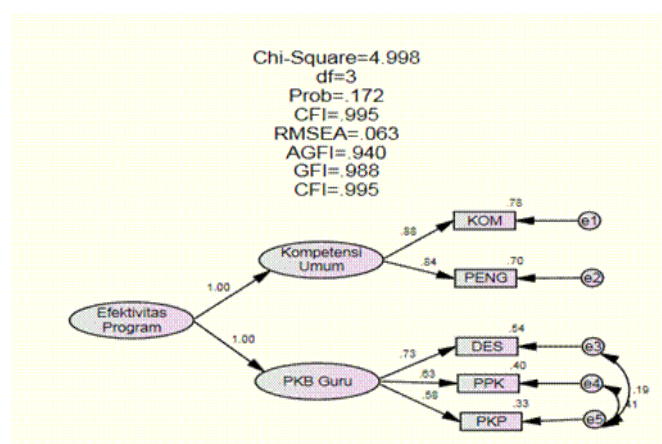 Chi-Square=4.998
df=3
Prob=.172
CFI=.995
RMSEA=.063
AGFI=.940
GFI=.988
CFI=.995
.78
KOM
e1
.88
Kompetensi
Umum
.84
.70
PENG
e2
1.00
Efektivitas
Program
1.00
.54
DES
e3
.73
PKB Guru
.40
.63
PPK
e4
.19
.41
.58
.33
PKP
e5